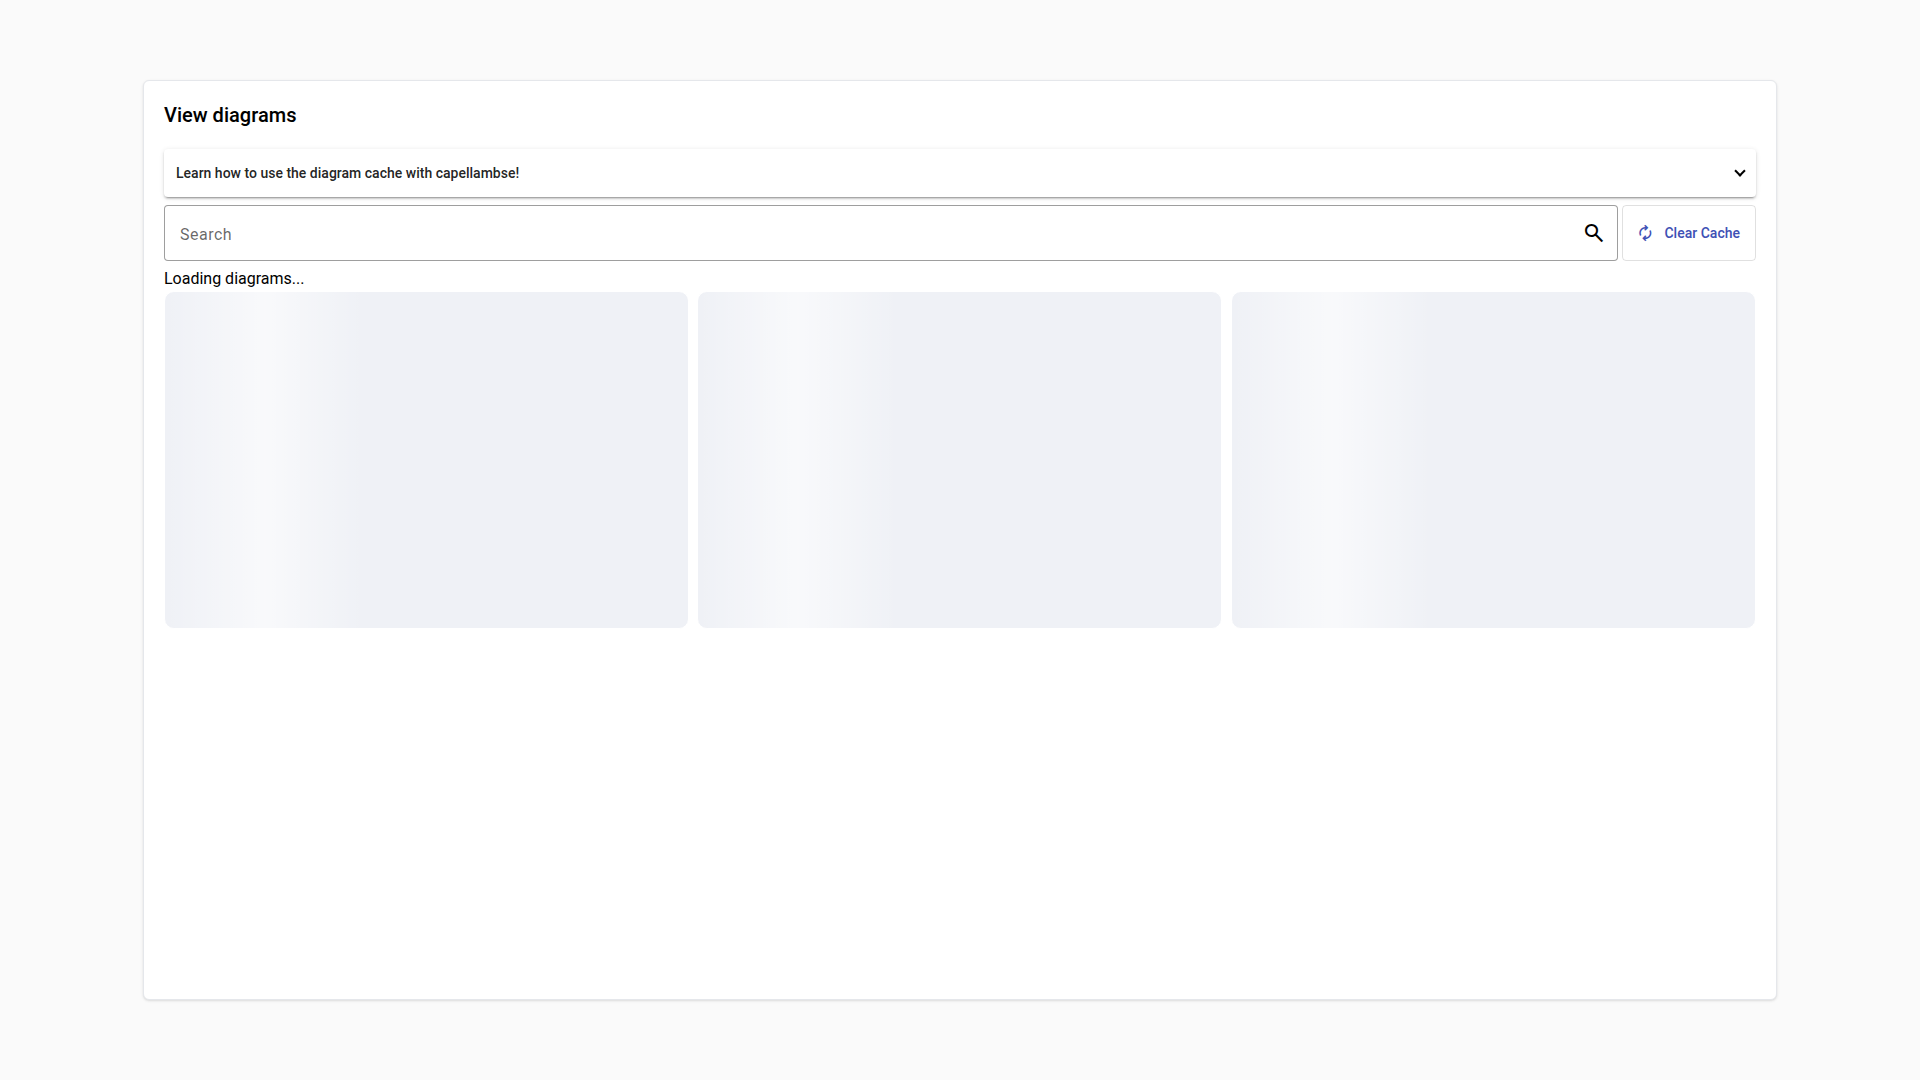 View diagrams
Learn how to use the diagram cache with capellambse!
Search
Clear Cache
Loading diagrams...